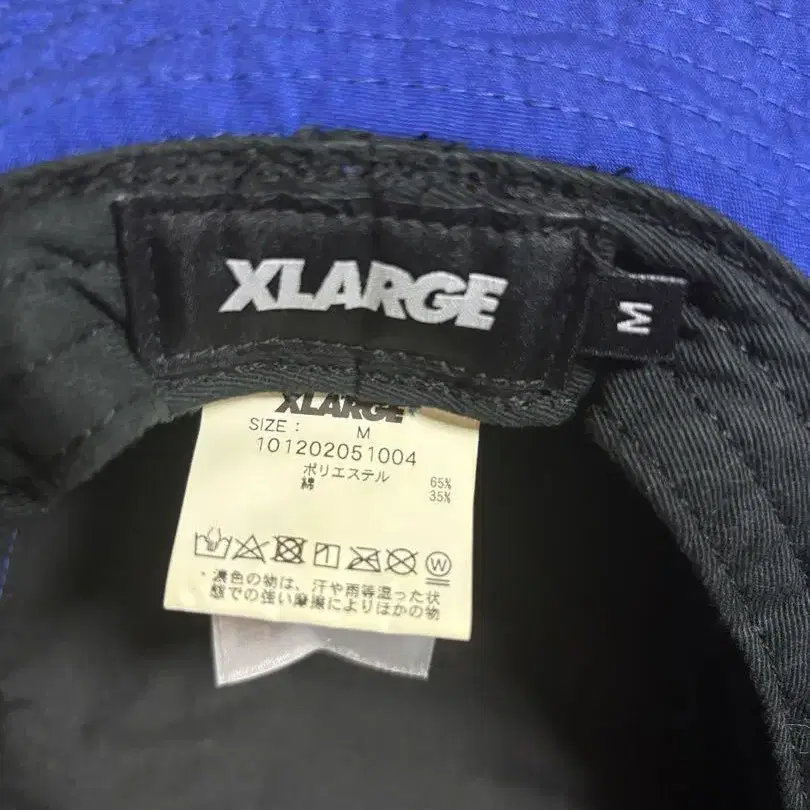 XLARGE
M
XLARGE
SIZE : M
101202051004
ポリエステル 65%
綿 35%
W
・濃色の物は、汗や雨等湿った状
態での強い摩擦によりほかの物